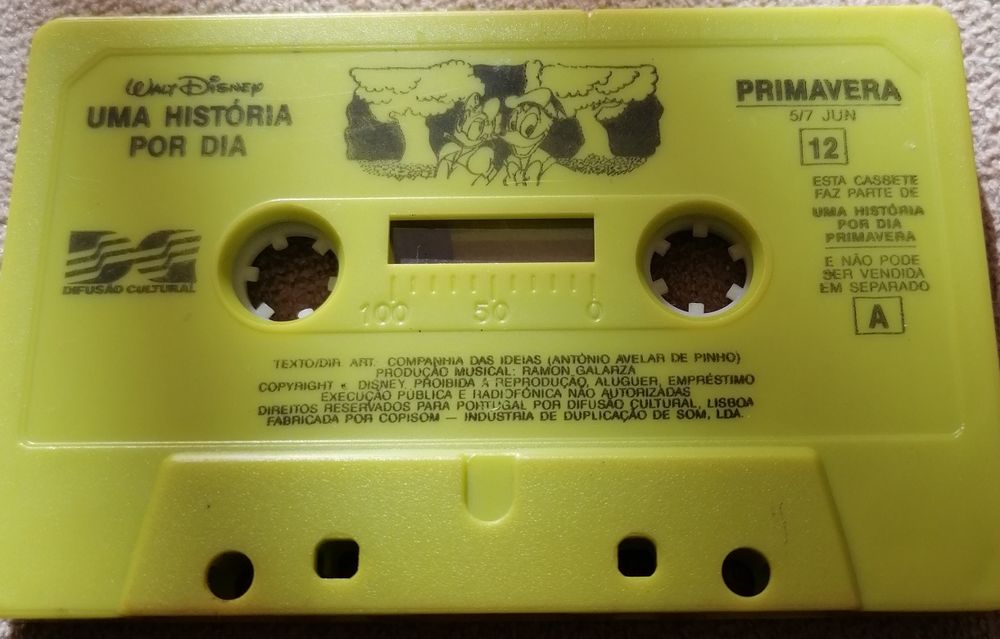 WALT DISNEY
UMA HISTÓRIA
POR DIA
DIFUSÃO CULTURAL
PRIMAVERA
5/7 JUN
12
ESTA CASSETE
FAZ PARTE DE
UMA HISTÓRIA
POR DIA
PRIMAVERA
E NÃO PODE
SER VENDIDA
EM SEPARADO
A
100 50 0
TEXTO/DIR. ART. COMPANHIA DAS IDEIAS (ANTÓNIO AVELAR DE PINHO)
PRODUÇÃO MUSICAL: RAMON GALARZA
COPYRIGHT © DISNEY. PROIBIDA A REPRODUÇÃO, ALUGUER, EMPRÉSTIMO
EXECUÇÃO PÚBLICA E RADIOFÓNICA NÃO AUTORIZADAS
DIREITOS RESERVADOS PARA PORTUGAL POR DIFUSÃO CULTURAL, LISBOA
FABRICADA POR COPISOM — INDÚSTRIA DE DUPLICAÇÃO DE SOM, LDA.